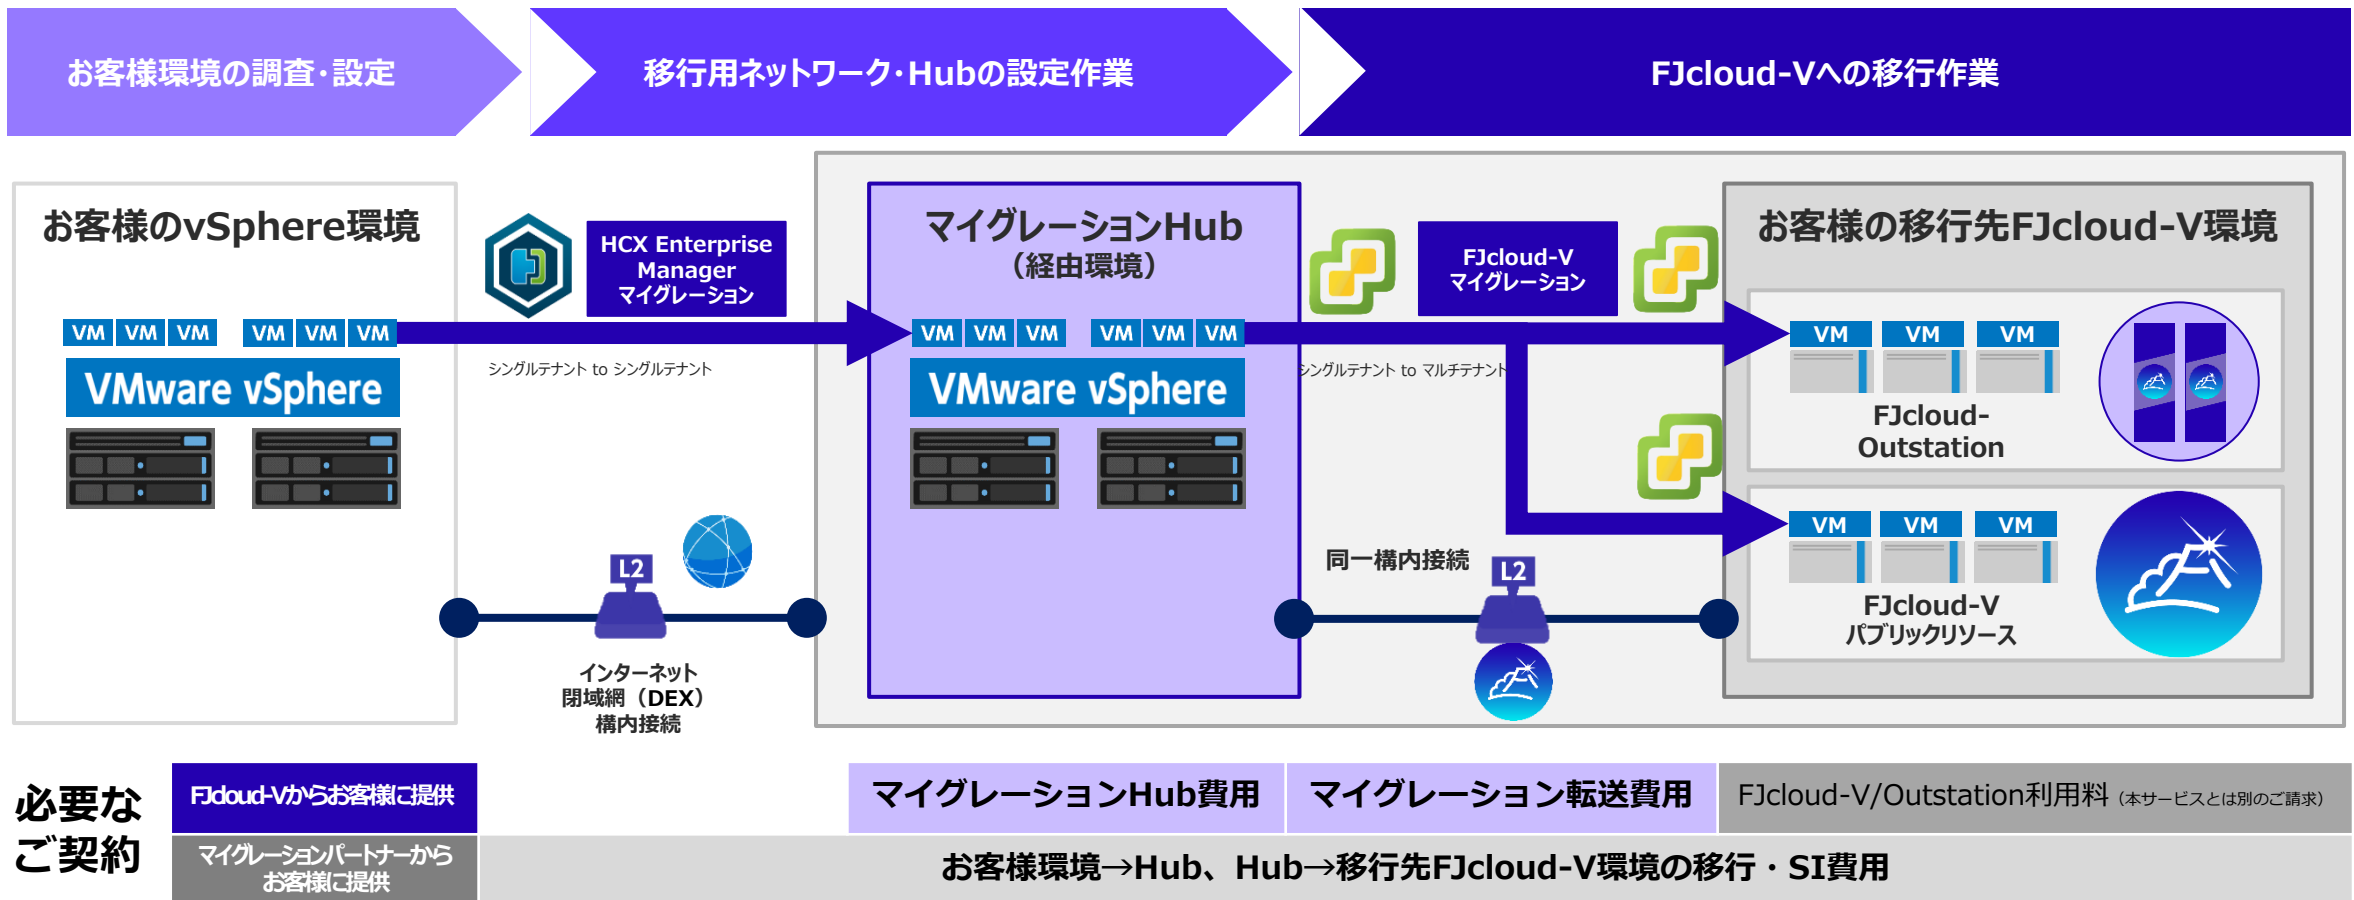 お客様環境の調査･設定
移行用ネットワーク･Hubの設定作業
FJcloud-Vへの移行作業
お客様のvSphere環境
VM VM VM VM VM VM
VMware vSphere
HCX Enterprise
Manager
マイグレーション
シングルテナント to シングルテナント
L2
インターネット
閉域網（DEX）
構内接続
マイグレーションHub
（経由環境）
VM VM VM VM VM VM
VMware vSphere
FJcloud-V
マイグレーション
シングルテナント to マルチテナント
同一構内接続
L2
お客様の移行先FJcloud-V環境
VM VM VM
FJcloud-
Outstation
VM VM VM
FJcloud-V
パブリックリソース
必要な
ご契約
FJcloud-Vからお客様に提供
マイグレーションHub費用
マイグレーション転送費用
FJcloud-V/Outstation利用料（本サービスとは別のご請求）
マイグレーションパートナーから
お客様に提供
お客様環境→Hub、Hub→移行先FJcloud-V環境の移行・SI費用